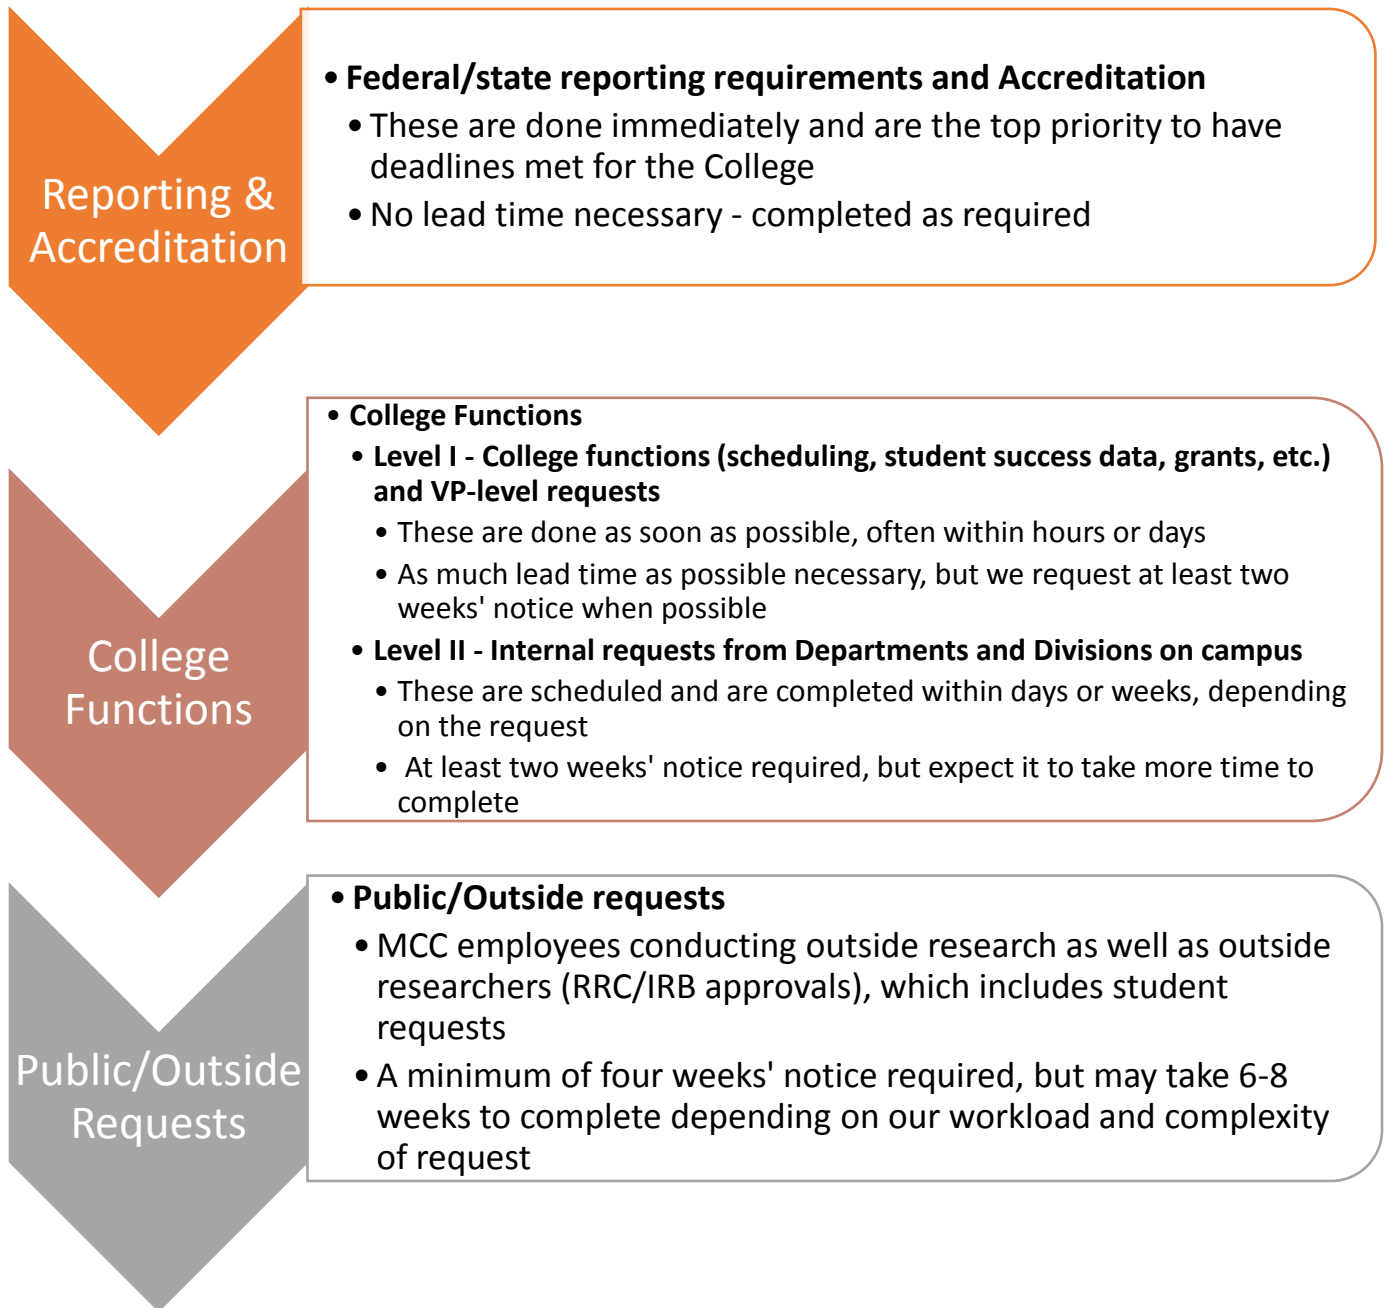 Reporting &
Accreditation
• Federal/state reporting requirements and Accreditation
• These are done immediately and are the top priority to have
deadlines met for the College
• No lead time necessary - completed as required
College
Functions
• College Functions
• Level I - College functions (scheduling, student success data, grants, etc.)
and VP-level requests
• These are done as soon as possible, often within hours or days
• As much lead time as possible necessary, but we request at least two
weeks' notice when possible
• Level II - Internal requests from Departments and Divisions on campus
• These are scheduled and are completed within days or weeks, depending
on the request
• At least two weeks' notice required, but expect it to take more time to
complete
Public/Outside
Requests
• Public/Outside requests
• MCC employees conducting outside research as well as outside
researchers (RRC/IRB approvals), which includes student
requests
• A minimum of four weeks' notice required, but may take 6-8
weeks to complete depending on our workload and complexity
of request